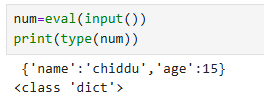 num=eval(input())
print(type(num))
{'name':'chiddu','age':15}
<class 'dict'>